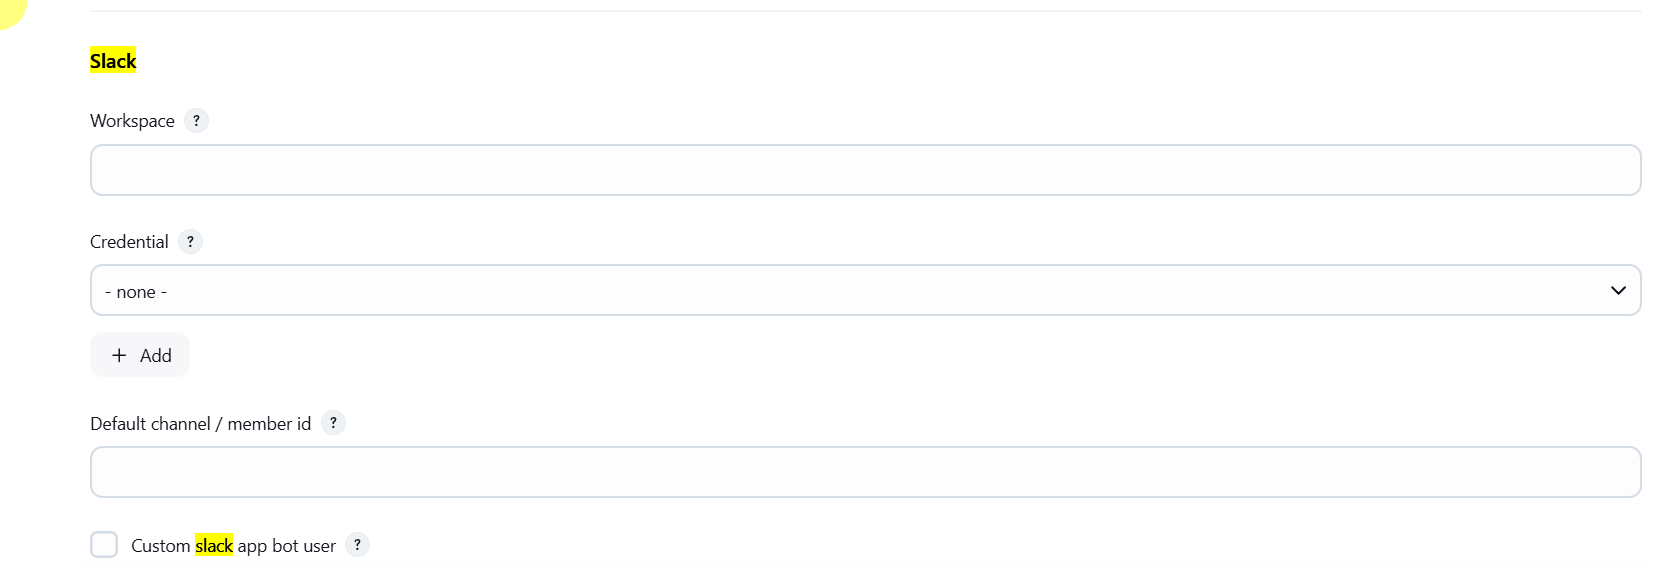 Slack
Workspace ?
Credential ?
- none -
+ Add
Default channel / member id ?
Custom slack app bot user ?